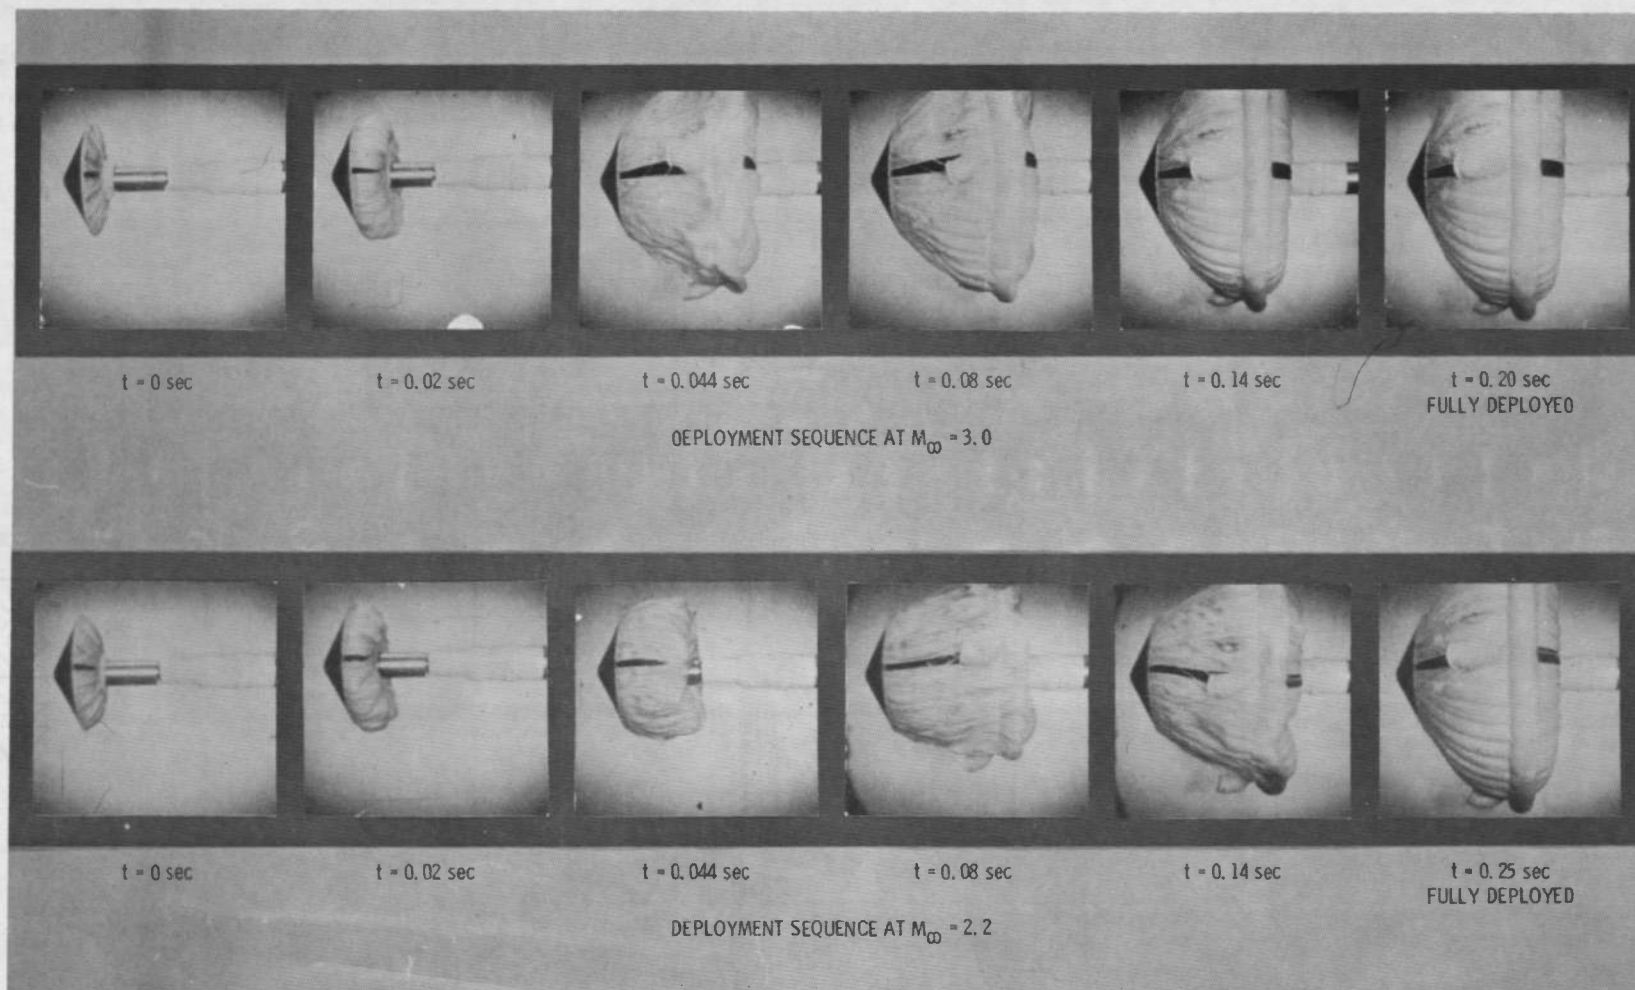 t = 0 sec
t = 0.02 sec
t = 0.044 sec
t = 0.08 sec
t = 0.14 sec
t = 0.20 sec
FULLY DEPLOYED
DEPLOYMENT SEQUENCE AT M∞ = 3.0
t = 0 sec
t = 0.02 sec
t = 0.044 sec
t = 0.08 sec
t = 0.14 sec
t = 0.25 sec
FULLY DEPLOYED
DEPLOYMENT SEQUENCE AT M∞ = 2.2